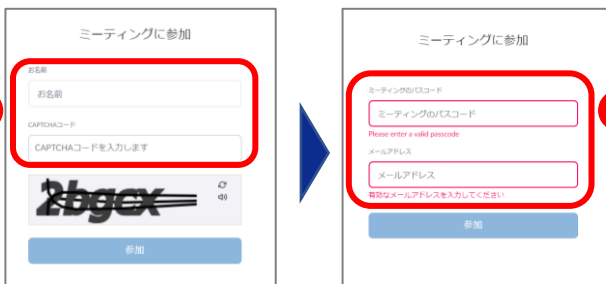 ミーティングに参加
お名前
お名前
CAPTCHAコード
CAPTCHAコードを入力します
2bgcx
参加
ミーティングに参加
ミーティングのパスコード
ミーティングのパスコード
Please enter a valid passcode
メールアドレス
メールアドレス
有効なメールアドレスを入力してください
参加